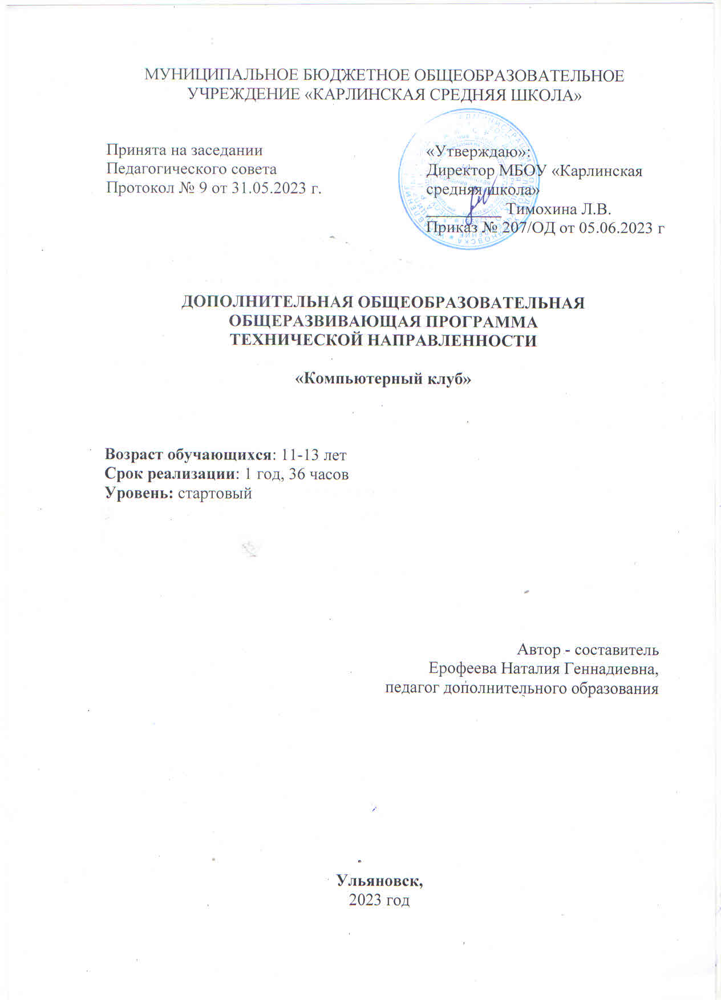 МУНИЦИПАЛЬНОЕ БЮДЖЕТНОЕ ОБЩЕОБРАЗОВАТЕЛЬНОЕ
УЧРЕЖДЕНИЕ «КАРЛИНСКАЯ СРЕДНЯЯ ШКОЛА»
Принята на заседании
Педагогического совета
Протокол № 9 от 31.05.2023 г.
«Утверждаю»:
Директор МБОУ «Карлинская
средняя школа»
_________ Тимохина Л.В.
Приказ № 207/ОД от 05.06.2023 г
ДОПОЛНИТЕЛЬНАЯ ОБЩЕОБРАЗОВАТЕЛЬНАЯ
ОБЩЕРАЗВИВАЮЩАЯ ПРОГРАММА
ТЕХНИЧЕСКОЙ НАПРАВЛЕННОСТИ
«Компьютерный клуб»
Возраст обучающихся: 11-13 лет
Срок реализации: 1 год, 36 часов
Уровень: стартовый
Автор - составитель
Ерофеева Наталия Геннадиевна,
педагог дополнительного образования
Ульяновск,
2023 год